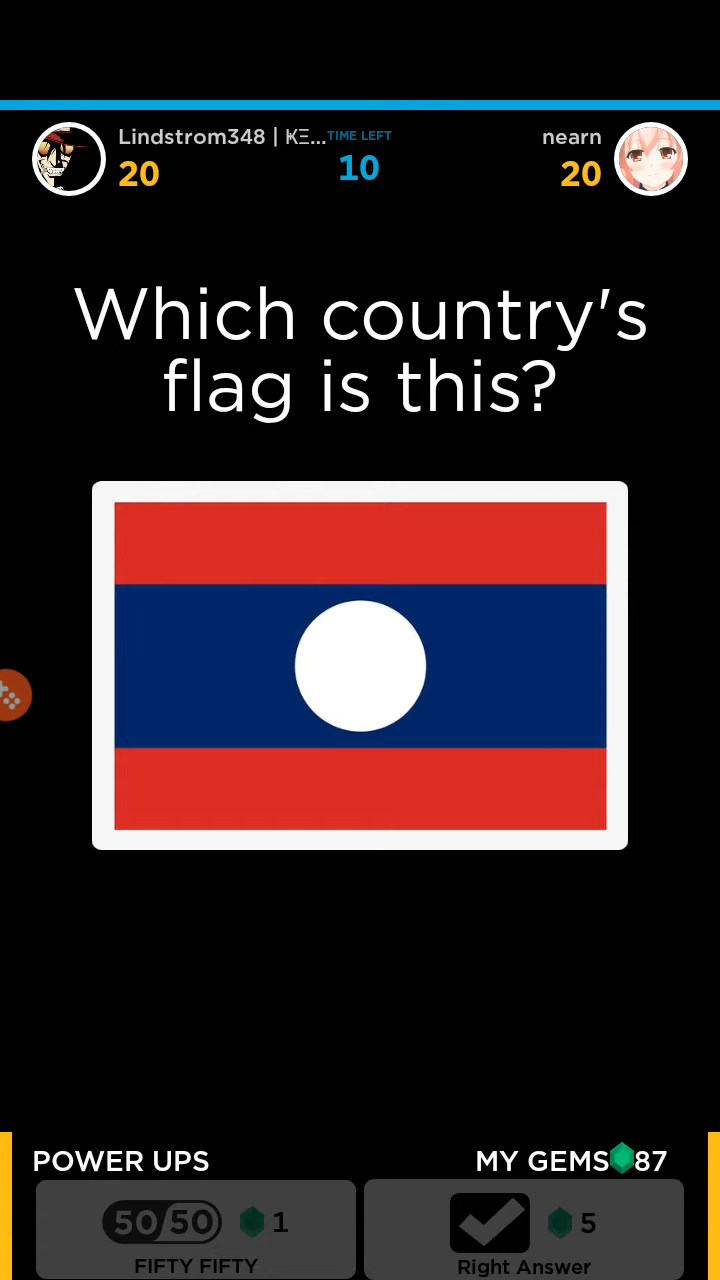 Lindstrom348 | ҜΞ...
TIME LEFT
nearn
20
10
20
Which country's
flag is this?
POWER UPS
MY GEMS 87
50/50 1
5
FIFTY FIFTY
Right Answer